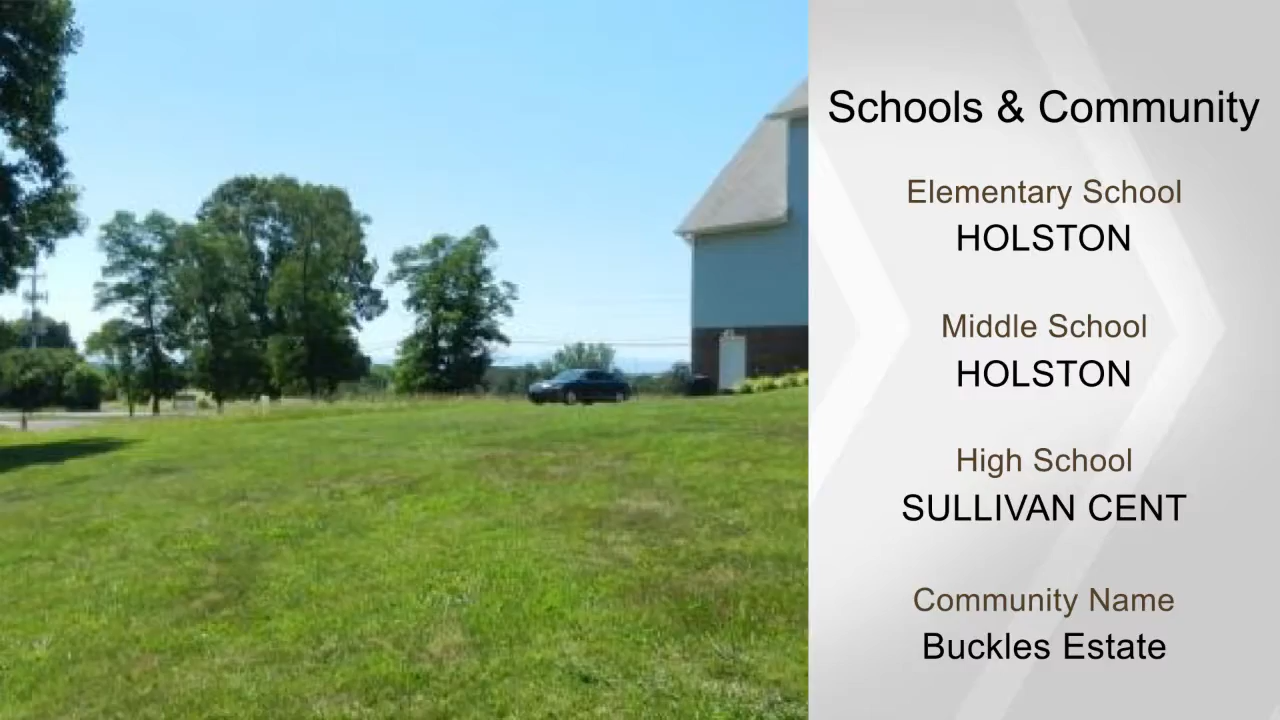 Schools & Community
Elementary School
HOLSTON
Middle School
HOLSTON
High School
SULLIVAN CENT
Community Name
Buckles Estate